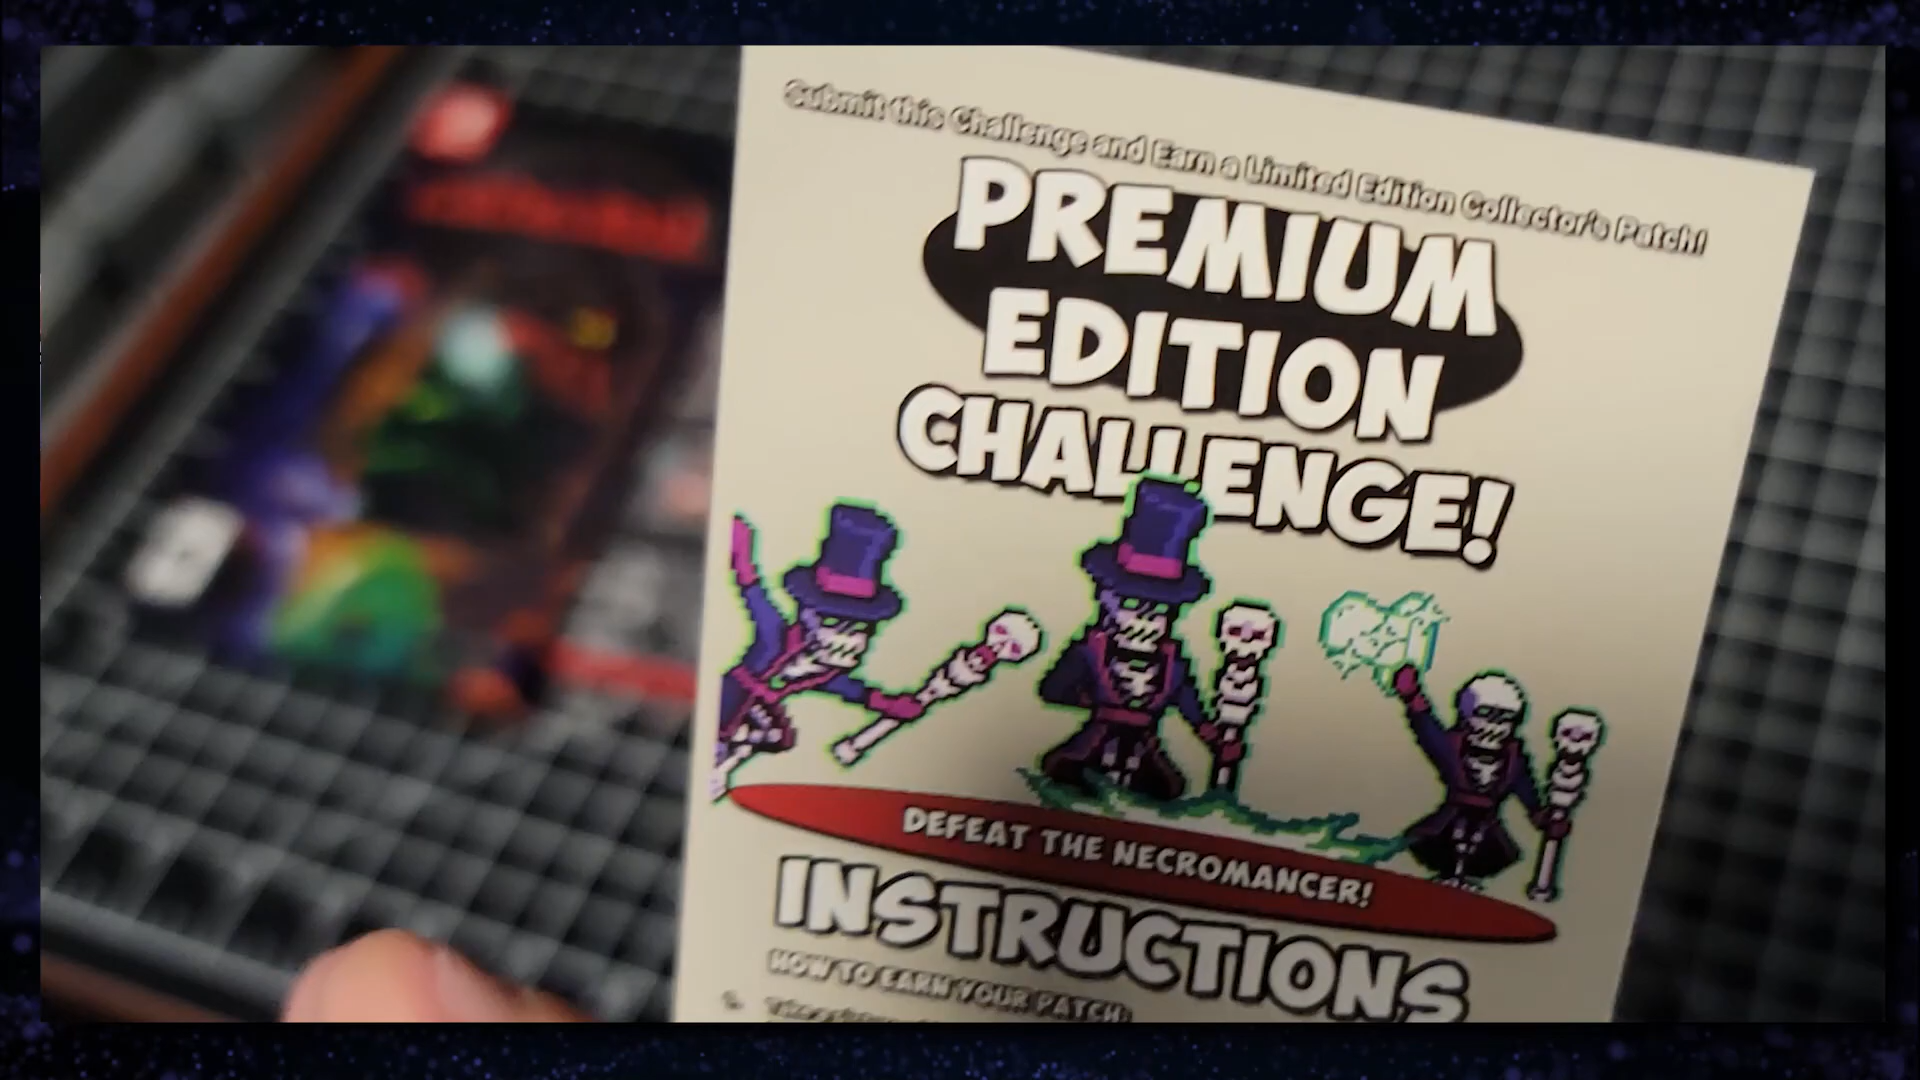 Submit this Challenge and Earn a Limited Edition Collector's Patch!
PREMIUM
EDITION
CHALLENGE!
DEFEAT THE NECROMANCER!
INSTRUCTIONS
HOW TO EARN YOUR PATCH: